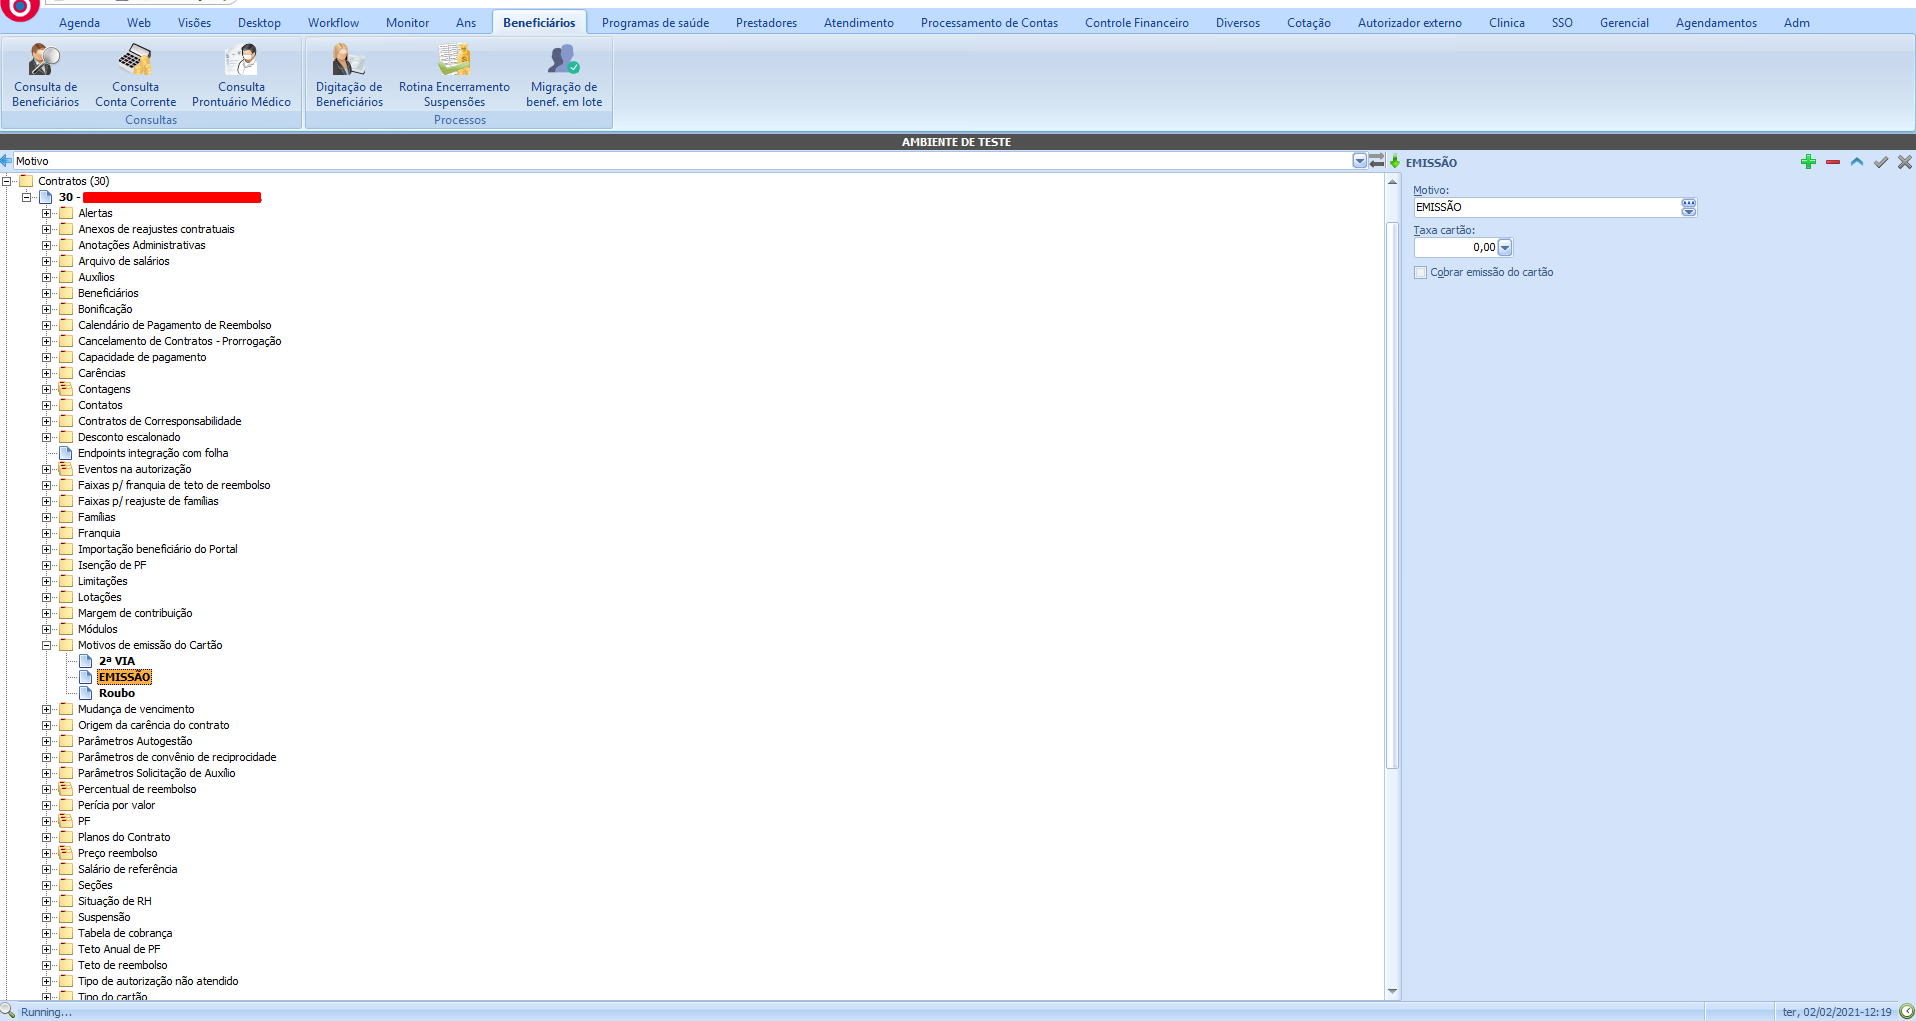 Agenda Web Visões Desktop Workflow Monitor Ans Beneficiários Programas de saúde Prestadores Atendimento Processamento de Contas Controle Financeiro Diversos Cotação Autorizador externo Clinica SSO Gerencial Agendamentos Adm
Consulta de Beneficiários
Consulta Conta Corrente
Consulta Prontuário Médico
Digitação de Beneficiários
Rotina Encerramento Suspensões
Migração de benef. em lote
Consultas
Processos
AMBIENTE DE TESTE
Motivo
Contratos (30)
30 -
Alertas
Anexos de reajustes contratuais
Anotações Administrativas
Arquivo de salários
Auxílios
Beneficiários
Bonificação
Calendário de Pagamento de Reembolso
Cancelamento de Contratos - Prorrogação
Capacidade de pagamento
Carências
Contagens
Contatos
Contratos de Corresponsabilidade
Desconto escalonado
Endpoints integração com folha
Eventos na autorização
Faixas p/ franquia de teto de reembolso
Faixas p/ reajuste de famílias
Famílias
Franquia
Importação beneficiário do Portal
Isenção de PF
Limitações
Lotações
Margem de contribuição
Módulos
Motivos de emissão do Cartão
2ª VIA
EMISSÃO
Roubo
Mudança de vencimento
Origem da carência do contrato
Parâmetros Autogestão
Parâmetros de convênio de reciprocidade
Parâmetros Solicitação de Auxílio
Percentual de reembolso
Perícia por valor
PF
Planos do Contrato
Preço reembolso
Salário de referência
Seções
Situação de RH
Suspensão
Tabela de cobrança
Teto Anual de PF
Teto de reembolso
Tipo de autorização não atendido
Tipo do cartão
EMISSÃO
Motivo:
EMISSÃO
Taxa cartão:
0,00
Cobrar emissão do cartão
Running...
ter, 02/02/2021-12:19